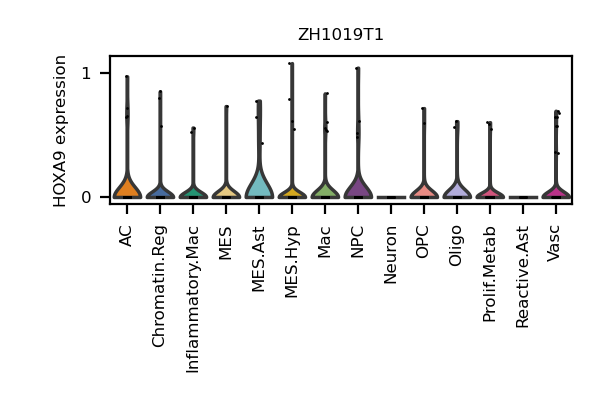 ZH1019T1
HOXA9 expression
1
0
AC
Chromatin.Reg
Inflammatory.Mac
MES
MES.Ast
MES.Hyp
Mac
NPC
Neuron
OPC
Oligo
Prolif.Metab
Reactive.Ast
Vasc